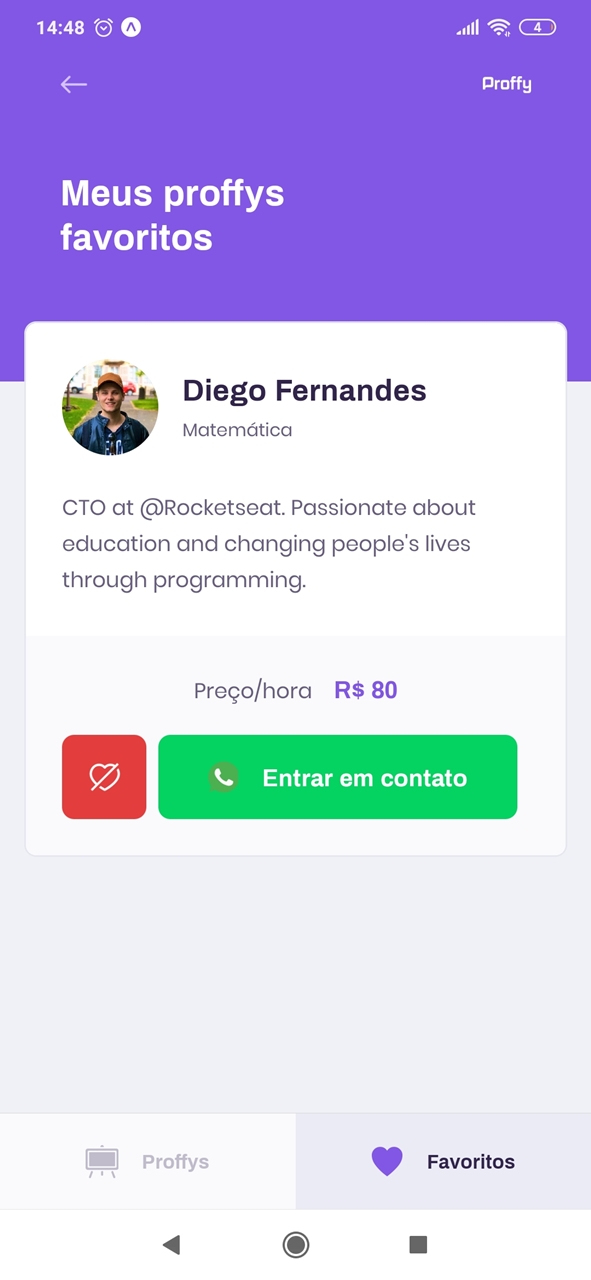 14:48
4
Proffy
Meus proffys
favoritos
Diego Fernandes
Matemática
CTO at @Rocketseat. Passionate about
education and changing people's lives
through programming.
Preço/hora R$ 80
Entrar em contato
Proffys
Favoritos